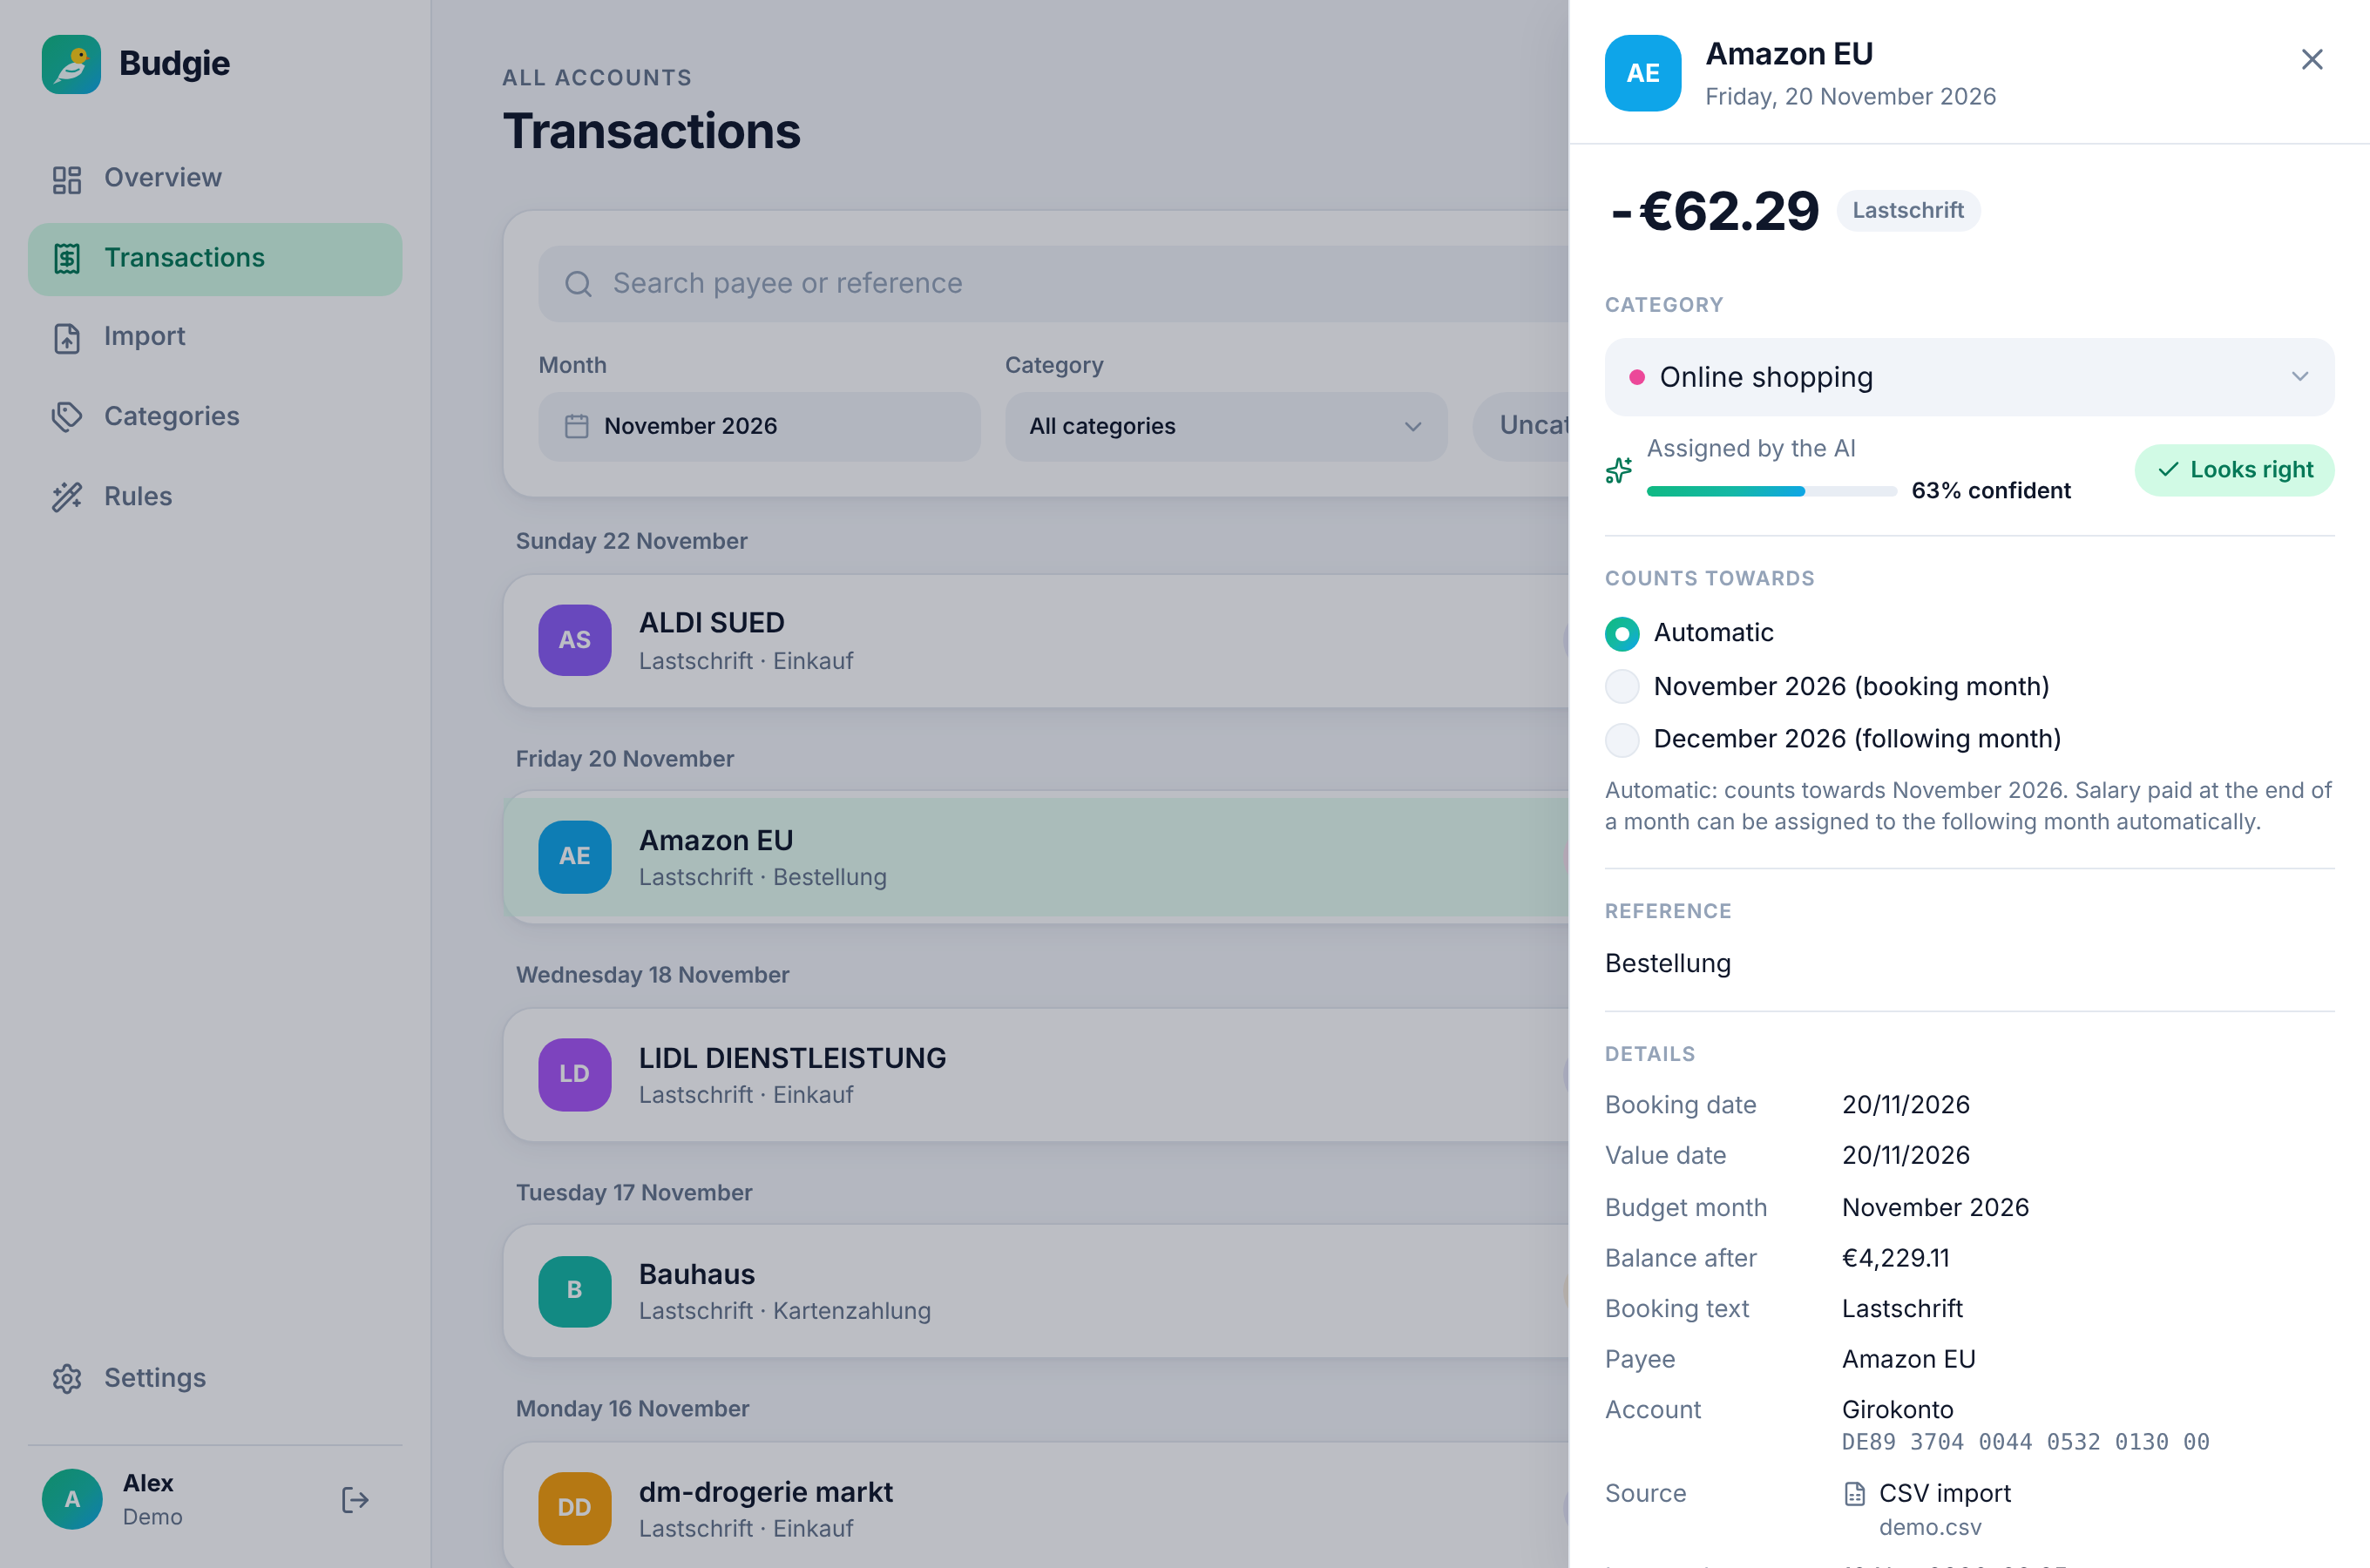 Budgie
Overview
Transactions
Import
Categories
Rules
Settings
A
Alex
Demo
ALL ACCOUNTS
Transactions
Search payee or reference
Month
Category
November 2026
All categories
Uncat
Sunday 22 November
AS
ALDI SUED
Lastschrift · Einkauf
Friday 20 November
AE
Amazon EU
Lastschrift · Bestellung
Wednesday 18 November
LD
LIDL DIENSTLEISTUNG
Lastschrift · Einkauf
Tuesday 17 November
B
Bauhaus
Lastschrift · Kartenzahlung
Monday 16 November
DD
dm-drogerie markt
Lastschrift · Einkauf
AE
Amazon EU
Friday, 20 November 2026
-€62.29 Lastschrift
CATEGORY
Online shopping
Assigned by the AI
63% confident
Looks right
COUNTS TOWARDS
Automatic
November 2026 (booking month)
December 2026 (following month)
Automatic: counts towards November 2026. Salary paid at the end of
a month can be assigned to the following month automatically.
REFERENCE
Bestellung
DETAILS
Booking date 20/11/2026
Value date 20/11/2026
Budget month November 2026
Balance after €4,229.11
Booking text Lastschrift
Payee Amazon EU
Account Girokonto
DE89 3704 0044 0532 0130 00
Source CSV import
demo.csv